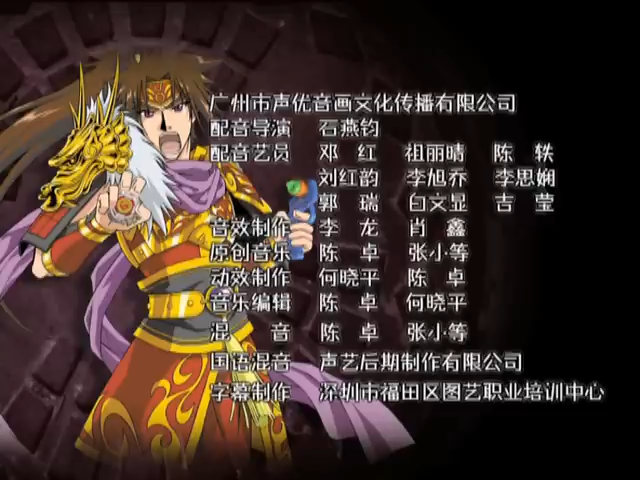 广州市声优音画文化传播有限公司
配音导演 石燕钧
配音艺员 邓 红 祖丽晴 陈 轶
刘红韵 李旭乔 李思娴
郭 瑞 白文显 吉 莹
音效制作 李 龙 肖 鑫
原创音乐 陈 卓 张小等
动效制作 何晓平 陈 卓
音乐编辑 陈 卓 何晓平
混 音 陈 卓 张小等
国语混音 声艺后期制作有限公司
字幕制作 深圳市福田区图艺职业培训中心